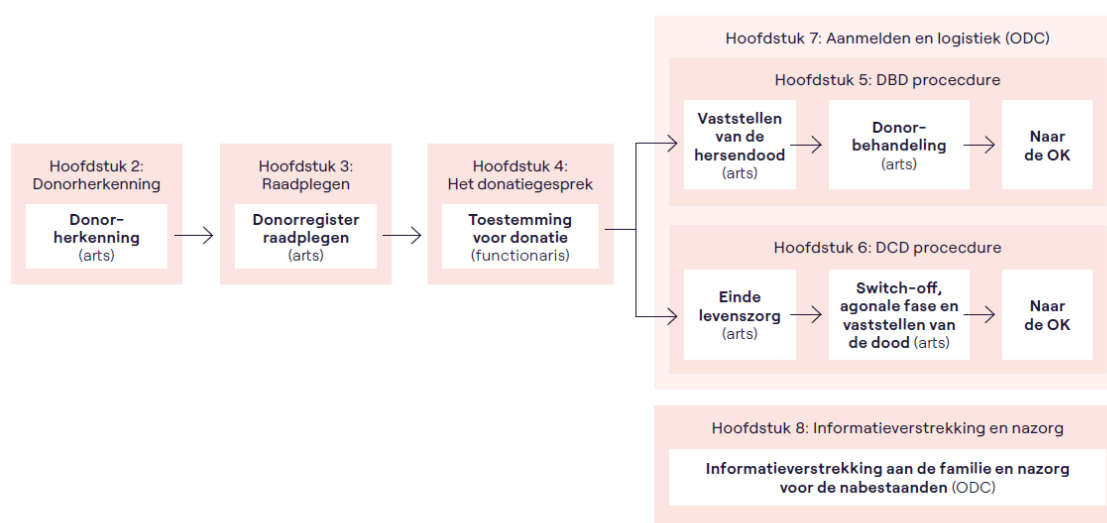 Hoofdstuk 2:
Donorherkenning
Donor-
herkenning
(arts)
Hoofdstuk 3:
Raadplegen
Donorregister
raadplegen
(arts)
Hoofdstuk 4:
Het donatiegesprek
Toestemming
voor donatie
(functionaris)
Hoofdstuk 7: Aanmelden en logistiek (ODC)
Hoofdstuk 5: DBD procecdure
Vaststellen
van de
hersendood
(arts)
Donor-
behandeling
(arts)
Naar
de OK
Hoofdstuk 6: DCD procecdure
Einde
levenszorg
(arts)
Switch-off,
agonale fase en
vaststellen van
de dood (arts)
Naar
de OK
Hoofdstuk 8: Informatieverstrekking en nazorg
Informatieverstrekking aan de familie en nazorg
voor de nabestaanden (ODC)